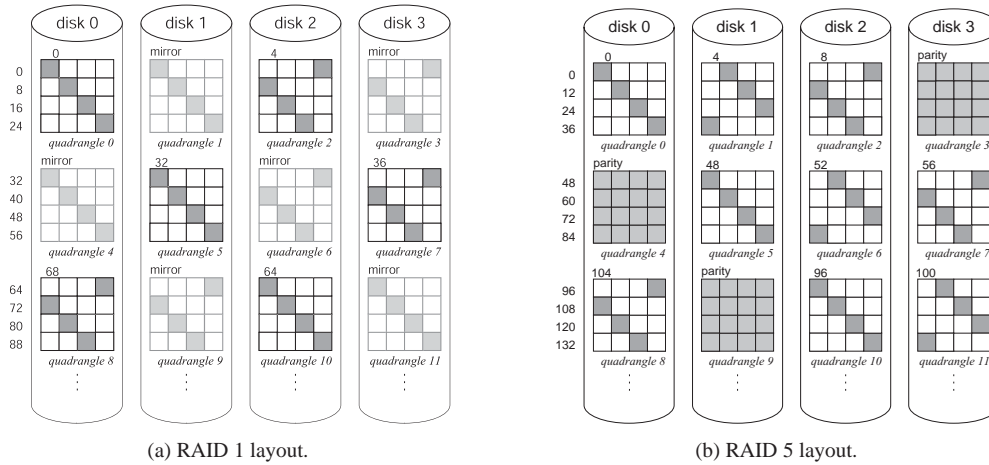 disk 0 disk 1 disk 2 disk 3
0 mirror 4 mirror
0
8
16
24
quadrangle 0 quadrangle 1 quadrangle 2 quadrangle 3
mirror 32 mirror 36
32
40
48
56
quadrangle 4 quadrangle 5 quadrangle 6 quadrangle 7
68 mirror 64 mirror
64
72
80
88
quadrangle 8 quadrangle 9 quadrangle 10 quadrangle 11
(a) RAID 1 layout.
disk 0 disk 1 disk 2 disk 3
0 4 8 parity
0
12
24
36
quadrangle 0 quadrangle 1 quadrangle 2 quadrangle 3
parity 48 52 56
48
60
72
84
quadrangle 4 quadrangle 5 quadrangle 6 quadrangle 7
104 parity 96 100
96
108
120
132
quadrangle 8 quadrangle 9 quadrangle 10 quadrangle 11
(b) RAID 5 layout.